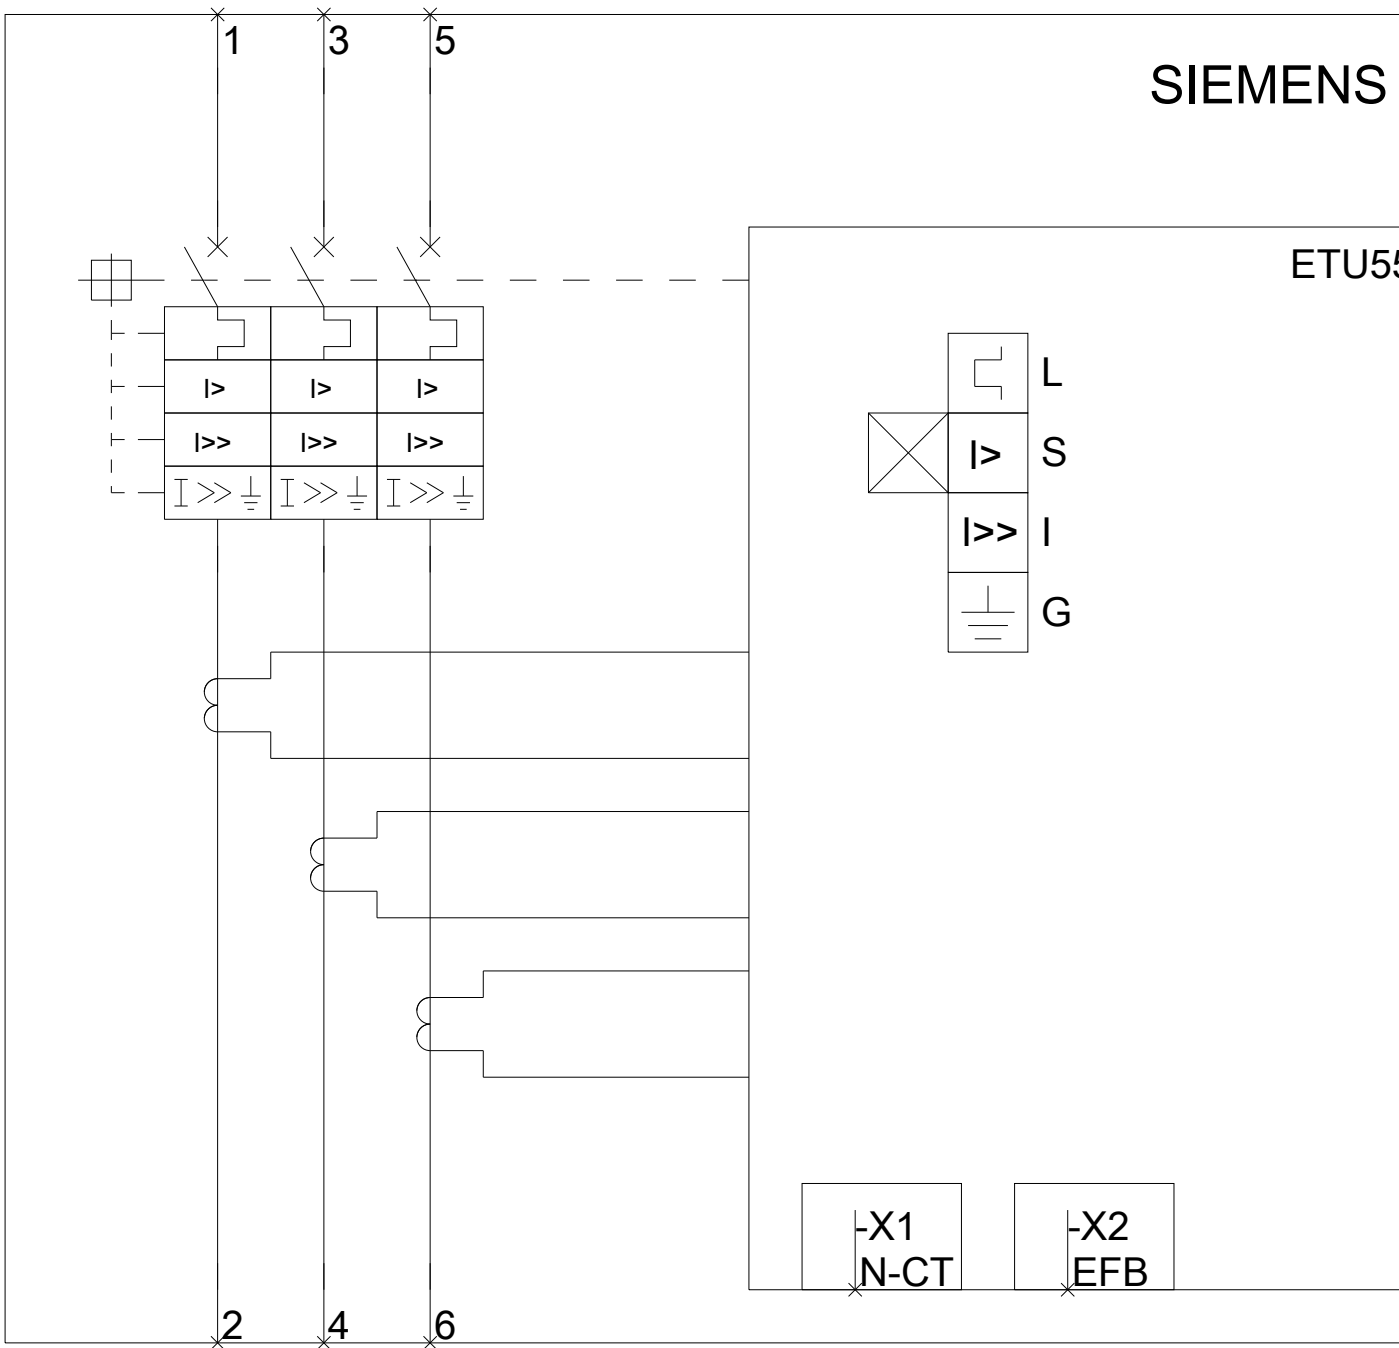 1 3 5
SIEMENS
ETU55
I> I> I>
I>> I>> I>>
I >> I >> I >>
L
I> S
I>> I
G
-X1 -X2
N-CT EFB
2 4 6